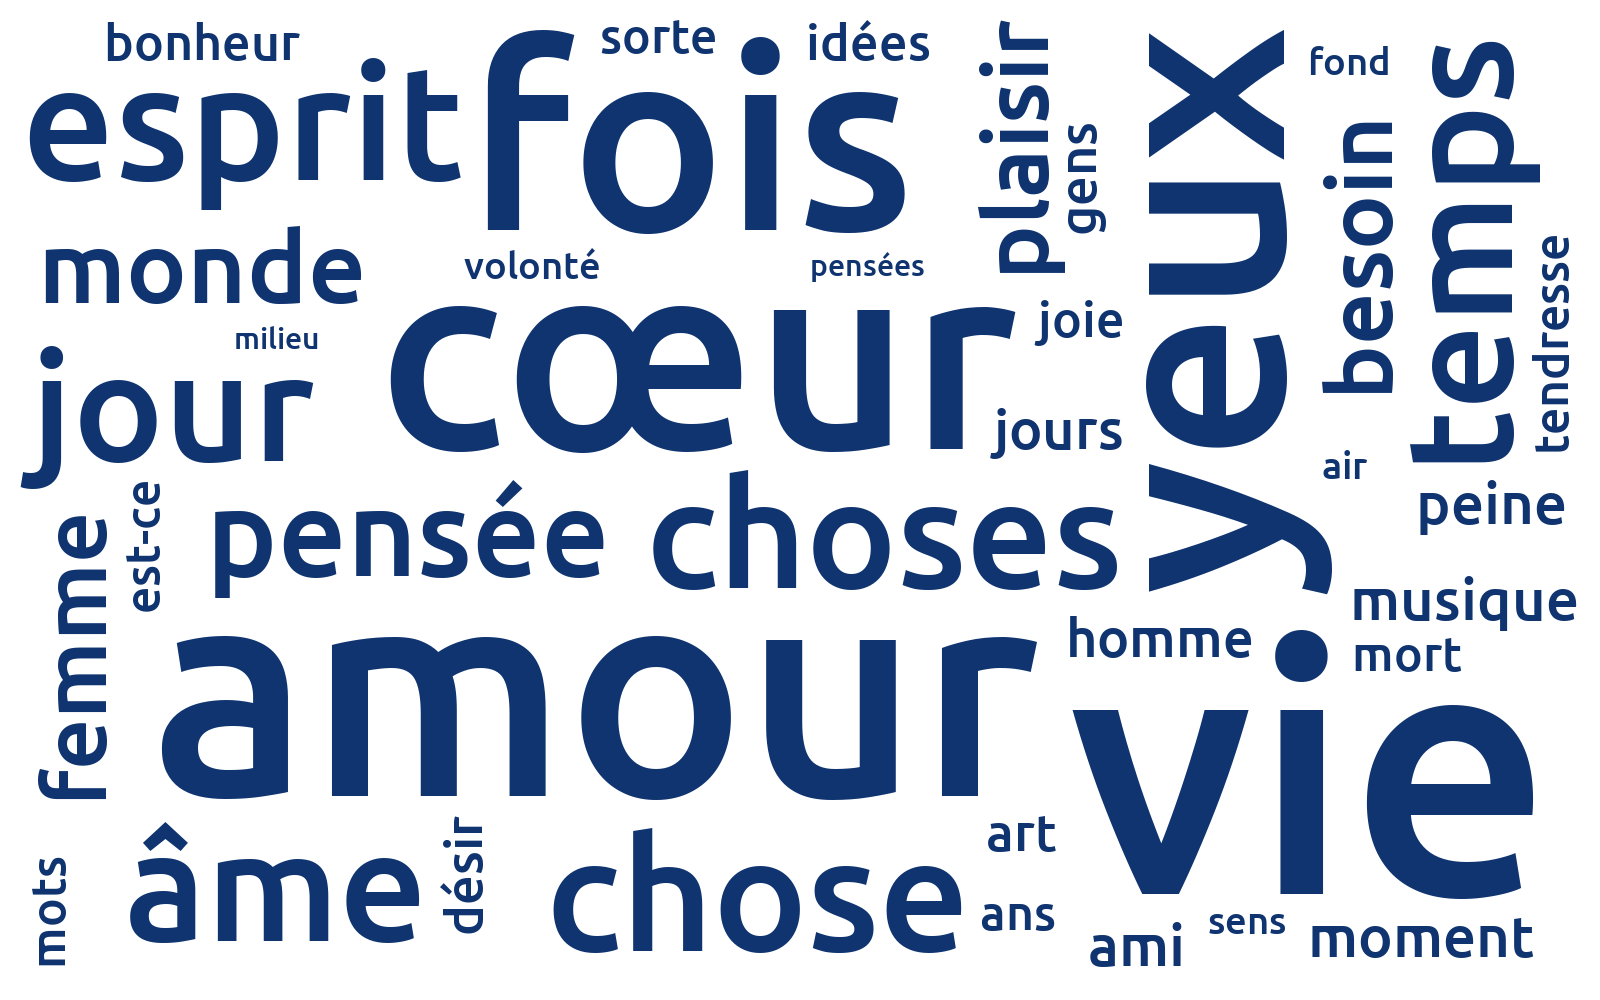 bonheur
sorte
idées
plaisir
fond
esprit
fois
gens
yeux
besoin
temps
monde
volonté
pensées
tendresse
milieu
joie
jour
cœur
jours
air
peine
femme
est-ce
pensée
choses
musique
homme
mort
amour
vie
mots
âme
désir
chose
art
ans
ami
sens
moment